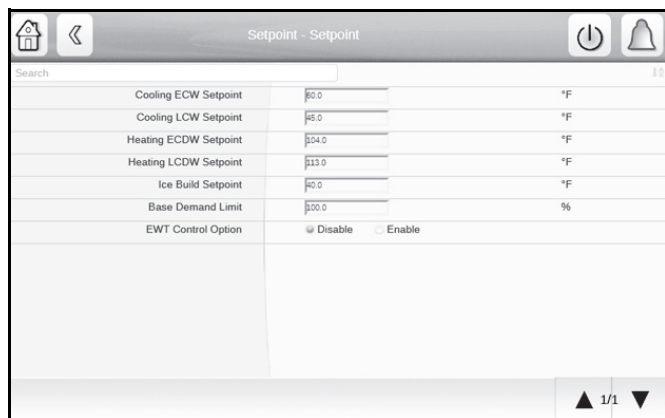 Setpoint - Setpoint
Search
Cooling ECW Setpoint 60.0 °F
Cooling LCW Setpoint 45.0 °F
Heating ECDW Setpoint 104.0 °F
Heating LCDW Setpoint 113.0 °F
Ice Build Setpoint 40.0 °F
Base Demand Limit 100.0 %
EWT Control Option Disable Enable
1/1